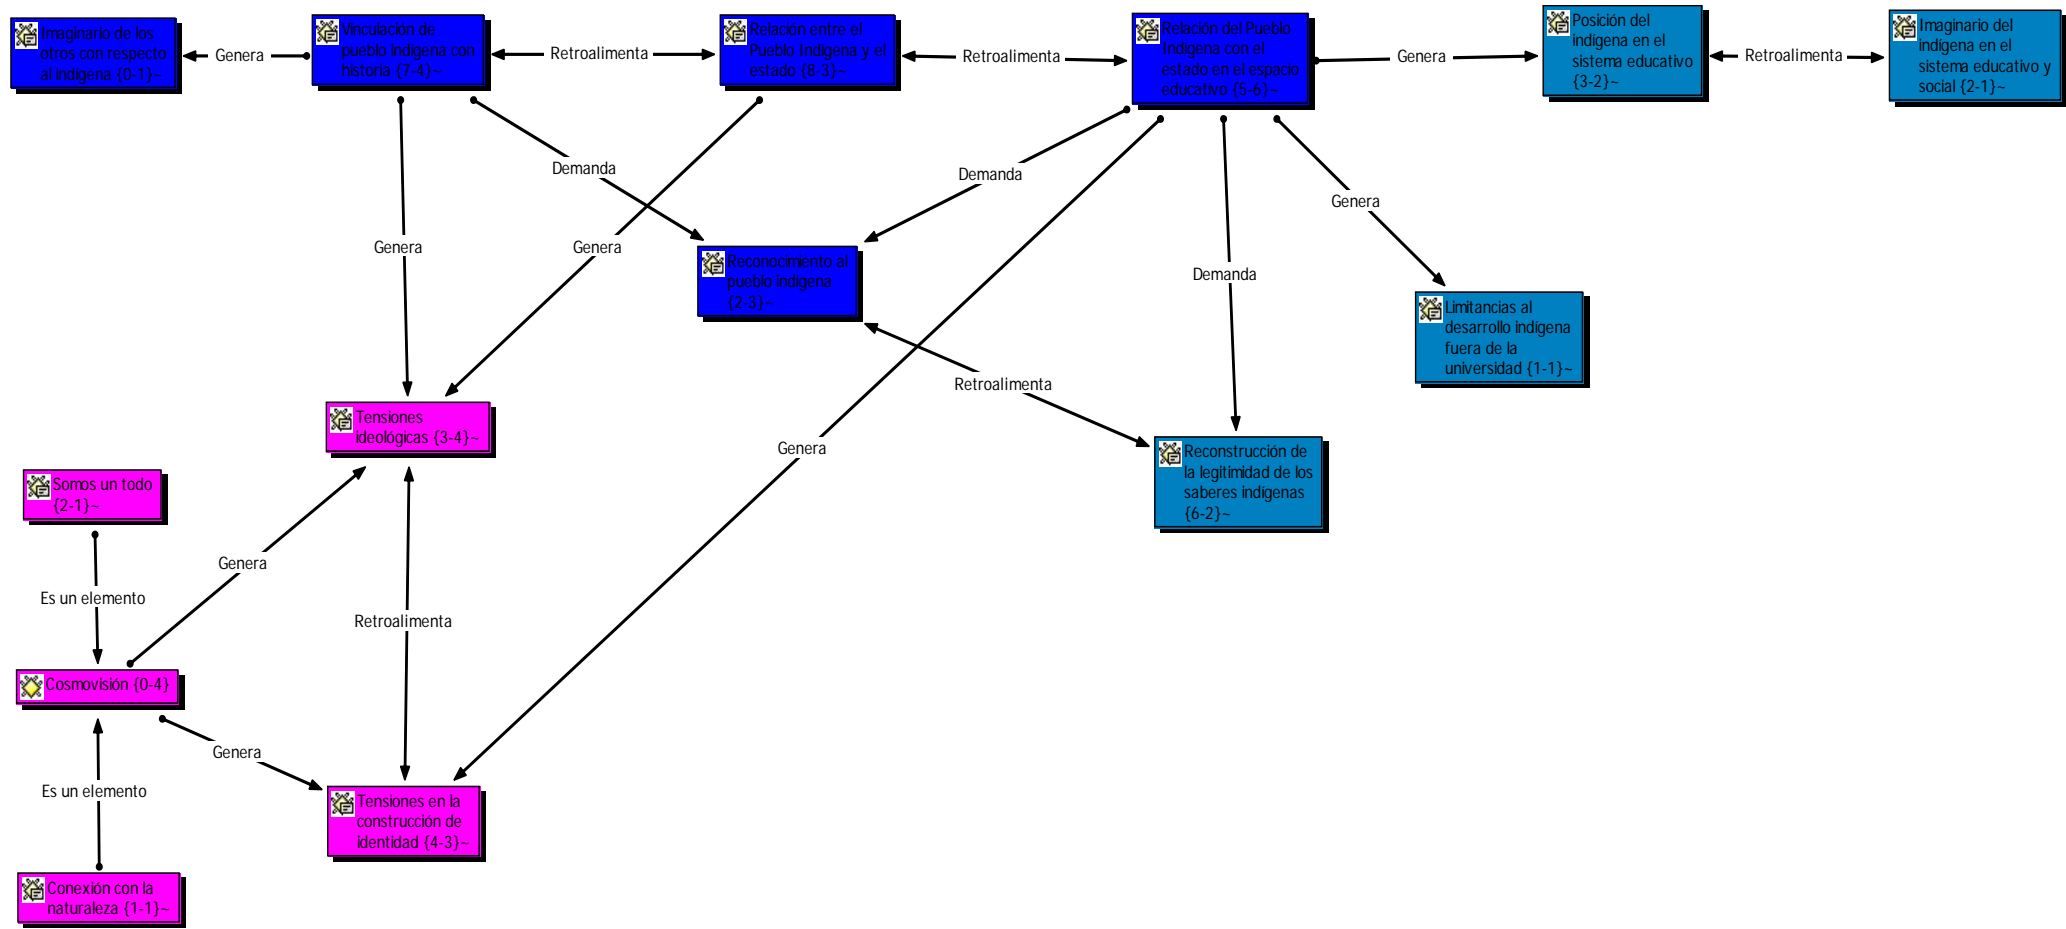 Imaginario de los
otros con respecto
al Indígena {0-1}~
Genera
Vinculación de
pueblo indígena con
historia {7-4}~
Retroalimenta
Relación entre el
Pueblo Indígena y el
estado {8-3}~
Retroalimenta
Relación del Pueblo
Indígena con el
estado en el espacio
educativo {5-6}~
Genera
Posición del
indígena en el
sistema educativo
{3-2}~
Retroalimenta
Imaginario del
indígena en el
sistema educativo y
social {2-1}~
Demanda
Demanda
Genera
Genera
Genera
Demanda
Reconocimiento al
pueblo indígena
{2-3}~
Limitancias al
desarrollo indígena
fuera de la
universidad {1-1}~
Retroalimenta
Tensiones
ideológicas {3-4}~
Genera
Reconstrucción de
la legitimidad de los
saberes indígenas
{6-2}~
Somos un todo
{2-1}~
Genera
Es un elemento
Retroalimenta
Cosmovisión {0-4}
Genera
Es un elemento
Tensiones en la
construcción de
identidad {4-3}~
Conexión con la
naturaleza {1-1}~